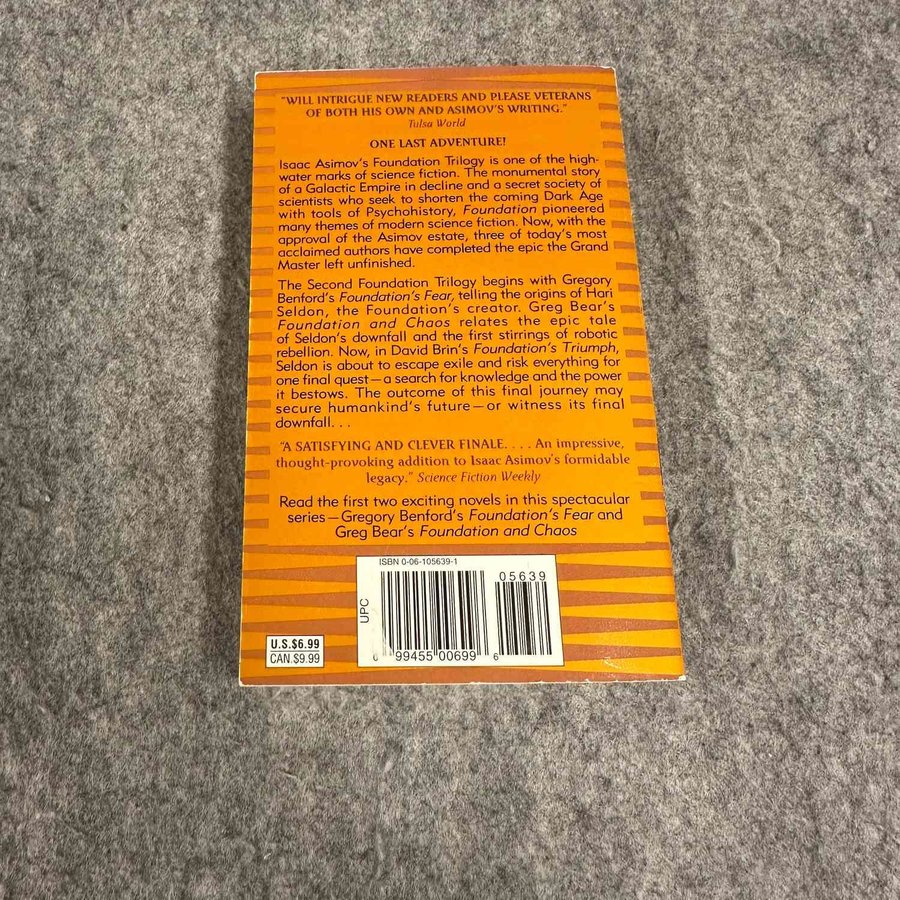 "WILL INTRIGUE NEW READERS AND PLEASE VETERANS
OF BOTH HIS OWN AND ASIMOV'S WRITING."
Tulsa World
ONE LAST ADVENTURE!
Isaac Asimov's Foundation Trilogy is one of the high-
water marks of science fiction. The monumental story
of a Galactic Empire in decline and a secret society of
scientists who seek to shorten the coming Dark Age
with tools of Psychohistory, Foundation pioneered
many themes of modern science fiction. Now, with the
approval of the Asimov estate, three of today's most
acclaimed authors have completed the epic the Grand
Master left unfinished.
The Second Foundation Trilogy begins with Gregory
Benford's Foundation's Fear, telling the origins of Hari
Seldon, the Foundation's creator. Greg Bear's
Foundation and Chaos relates the epic tale
of Seldon's downfall and the first stirrings of robotic
rebellion. Now, in David Brin's Foundation's Triumph,
Seldon is about to escape exile and risk everything for
one final quest—a search for knowledge and the power
it bestows. The outcome of this final journey may
secure humankind's future—or witness its final
downfall. . .
"A SATISFYING AND CLEVER FINALE. . . . An impressive,
thought-provoking addition to Isaac Asimov's formidable
legacy." Science Fiction Weekly
Read the first two exciting novels in this spectacular
series—Gregory Benford's Foundation's Fear and
Greg Bear's Foundation and Chaos
ISBN 0-06-105639-1
05639
UPC
99455 00699 6
U.S.$6.99
CAN.$9.99